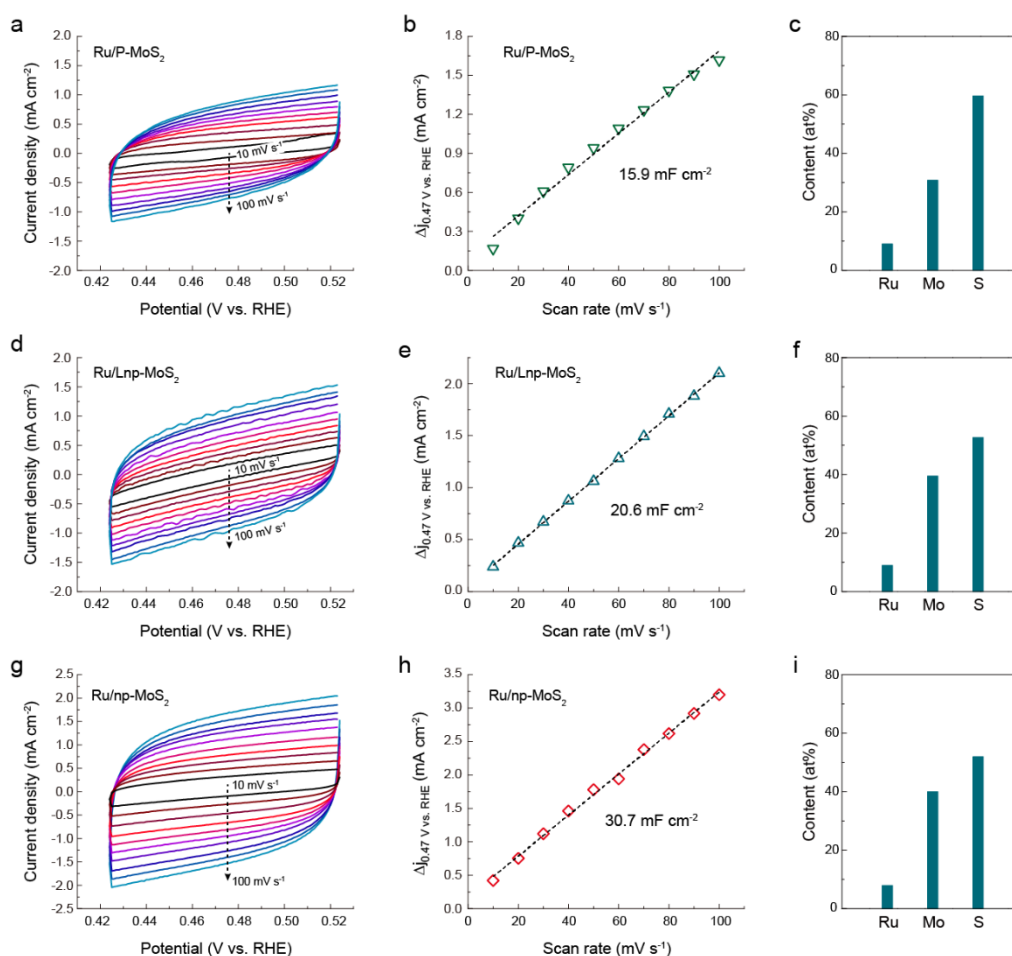 a
Ru/P-MoS₂
Current density (mA cm⁻²)
2.0
1.5
1.0
0.5
0.0
-0.5
-1.0
-1.5
-2.0
10 mV s⁻¹
100 mV s⁻¹
0.42 0.44 0.46 0.48 0.50 0.52
Potential (V vs. RHE)
b
Ru/P-MoS₂
Δj0.47 V vs. RHE (mA cm⁻²)
1.8
1.5
1.2
0.9
0.6
0.3
0.0
15.9 mF cm⁻²
20 40 60 80 100
Scan rate (mV s⁻¹)
c
Content (at%)
80
60
40
20
0
Ru Mo S
d
Ru/Lnp-MoS₂
Current density (mA cm⁻²)
2.0
1.5
1.0
0.5
0.0
-0.5
-1.0
-1.5
-2.0
10 mV s⁻¹
100 mV s⁻¹
0.42 0.44 0.46 0.48 0.50 0.52
Potential (V vs. RHE)
e
Ru/Lnp-MoS₂
Δj0.47 V vs. RHE (mA cm⁻²)
2.0
1.5
1.0
0.5
0.0
20.6 mF cm⁻²
20 40 60 80 100
Scan rate (mV s⁻¹)
f
Content (at%)
80
60
40
20
0
Ru Mo S
g
Ru/np-MoS₂
Current density (mA cm⁻²)
2.5
2.0
1.5
1.0
0.5
0.0
-0.5
-1.0
-1.5
-2.0
-2.5
10 mV s⁻¹
100 mV s⁻¹
0.42 0.44 0.46 0.48 0.50 0.52
Potential (V vs. RHE)
h
Ru/np-MoS₂
Δj0.47 V vs. RHE (mA cm⁻²)
3.5
3.0
2.5
2.0
1.5
1.0
0.5
0.0
30.7 mF cm⁻²
20 40 60 80 100
Scan rate (mV s⁻¹)
i
Content (at%)
80
60
40
20
0
Ru Mo S